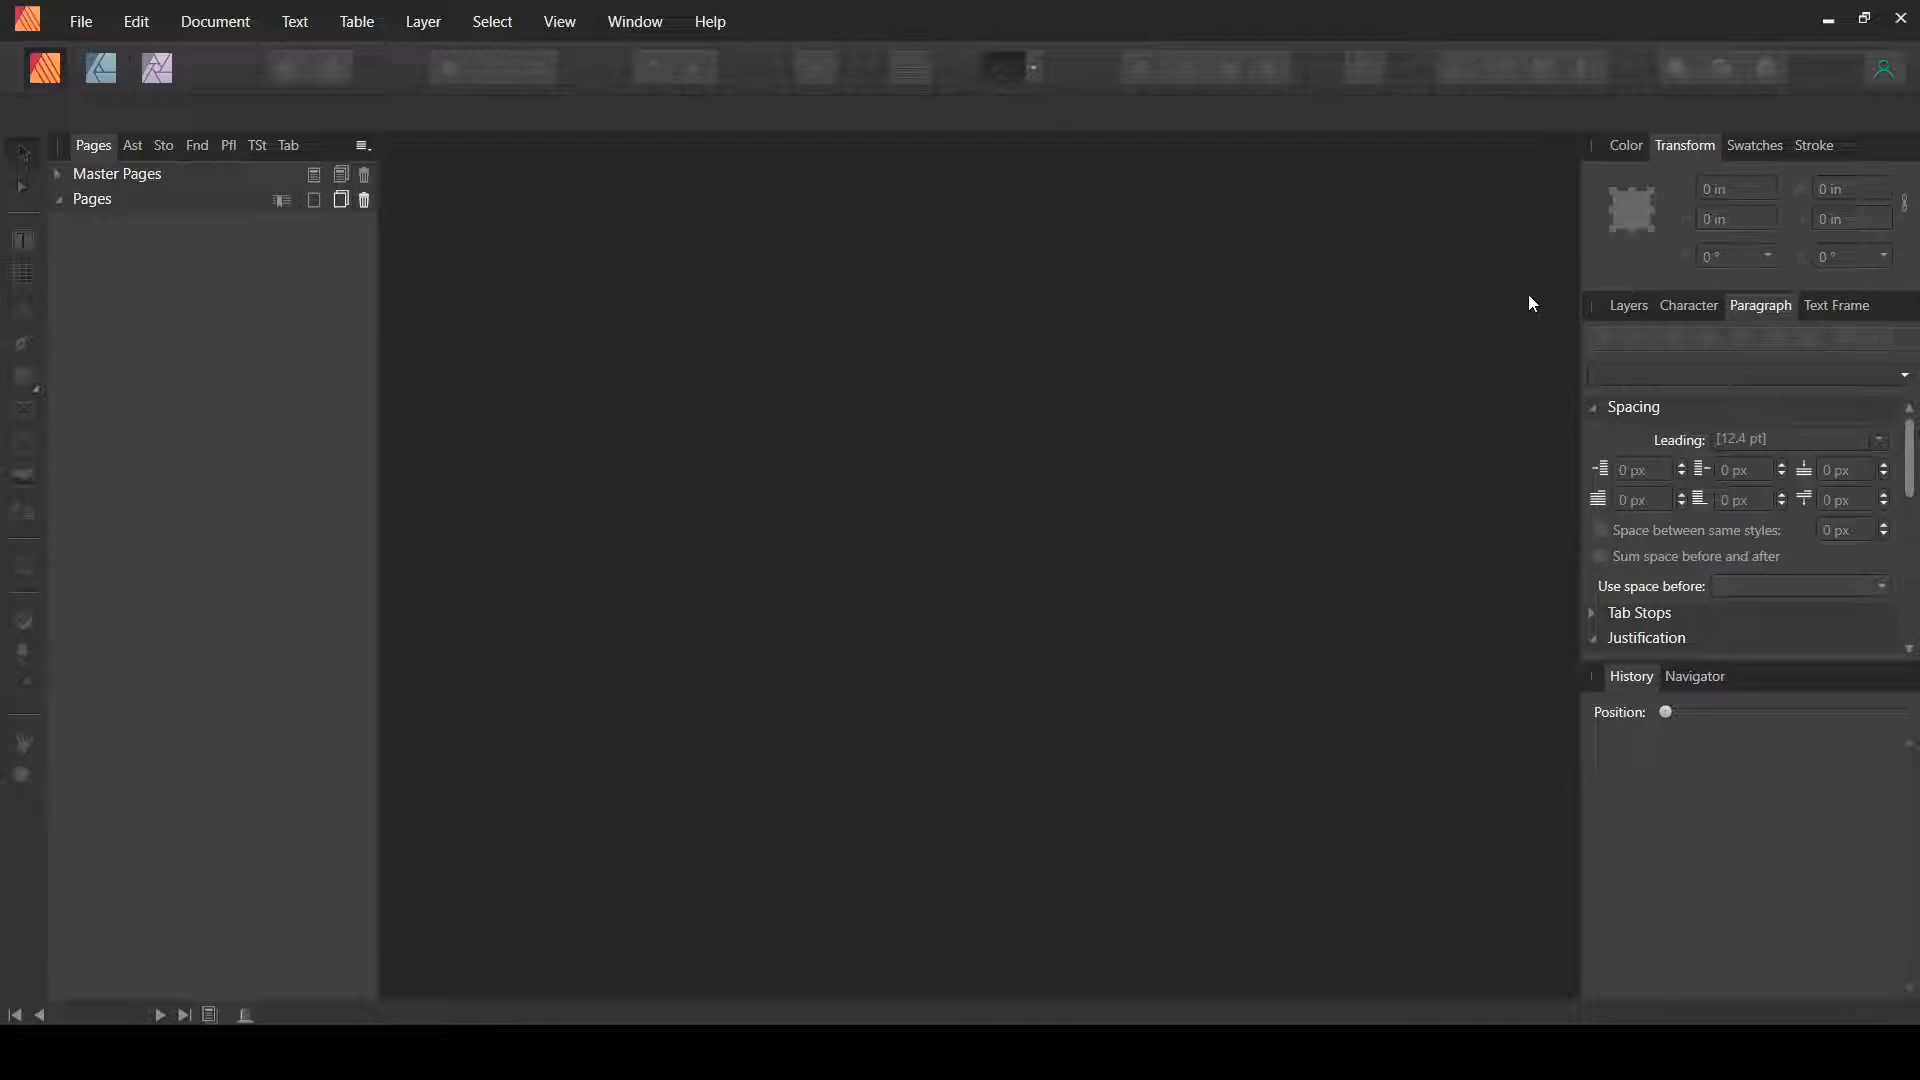 File Edit Document Text Table Layer Select View Window Help
Pages Ast Sto Fnd Pfl TSt Tab
Master Pages
Pages
Color Transform Swatches Stroke
0 in 0 in
0 in 0 in
0 ° 0 °
Layers Character Paragraph Text Frame
Spacing
Leading: [12.4 pt]
0 px 0 px 0 px
0 px 0 px 0 px
Space between same styles: 0 px
Sum space before and after
Use space before:
Tab Stops
Justification
History Navigator
Position: